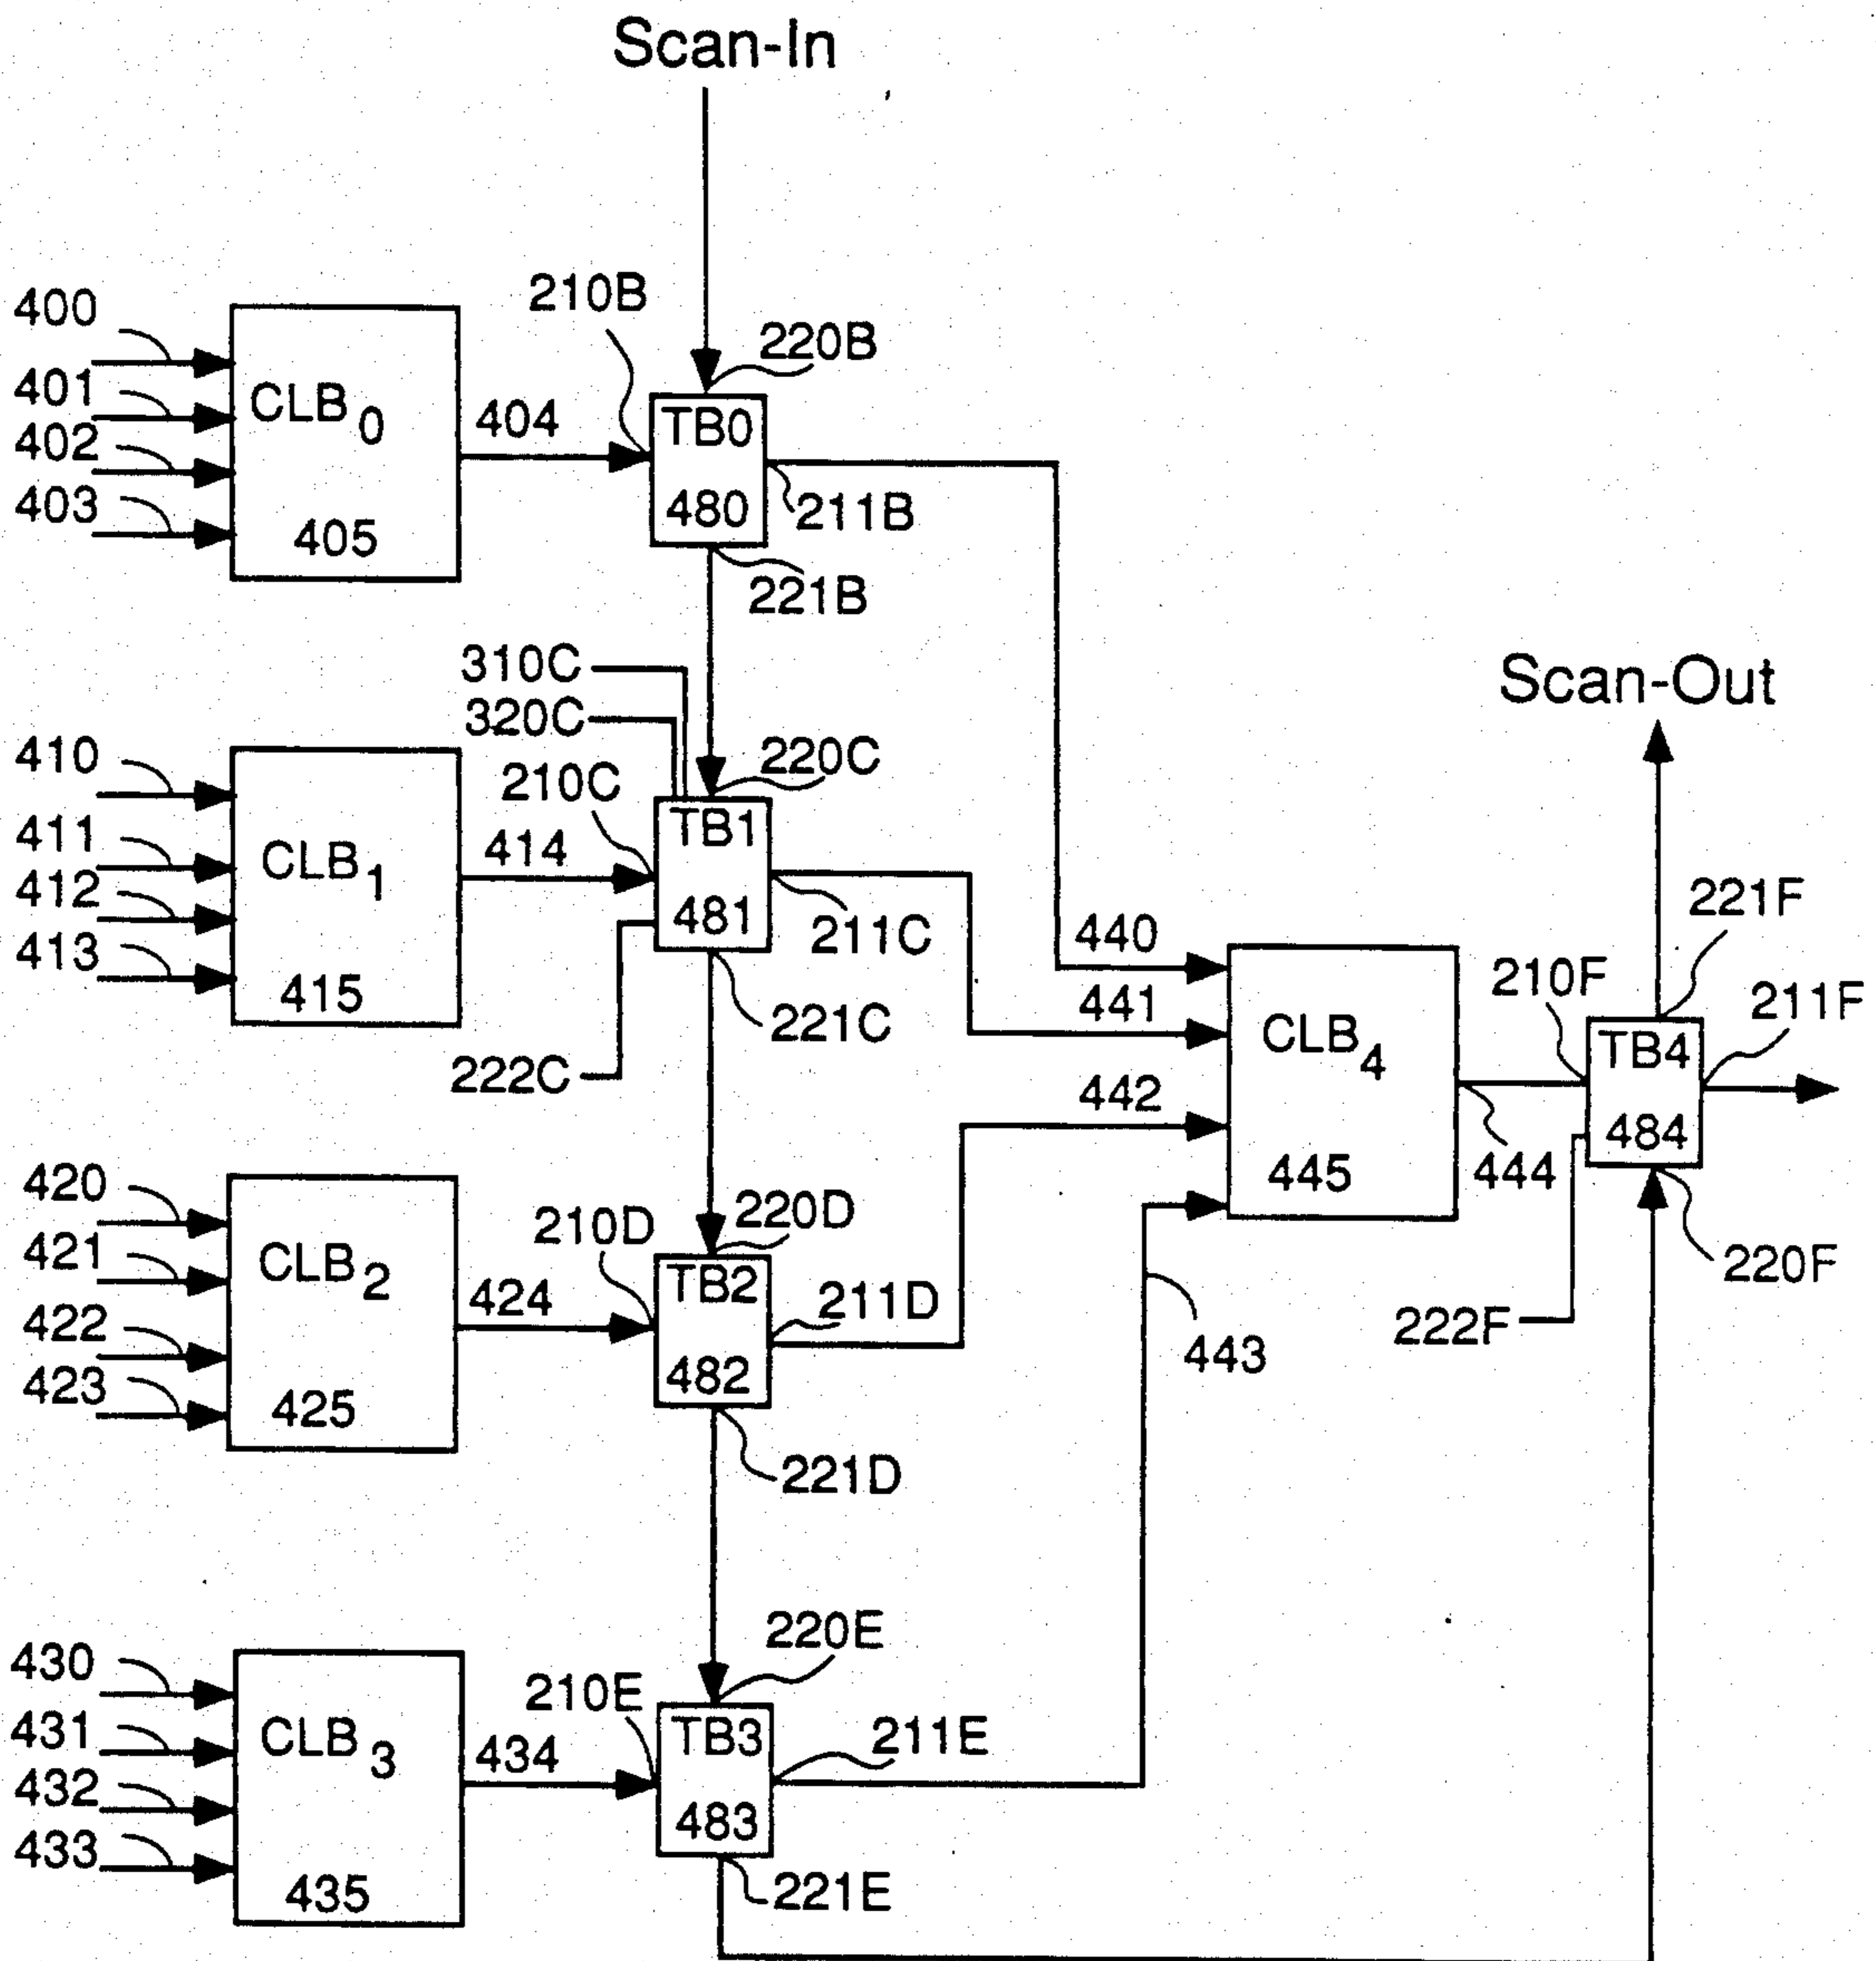 Scan-In
210B
400
220B
401
CLB0
404
TB0
402
403
480
211B
405
221B
310C
Scan-Out
320C
220C
410
210C
TB1
411
CLB1
414
221F
412
481
211C
440
413
210F
211F
415
441
221C
CLB4
TB4
222C
442
484
445
444
420
220D
210D
421
CLB2
220F
TB2
424
211D
422
222F
443
482
423
425
221D
220E
430
210E
431
CLB3
TB3
211E
434
432
483
433
435
221E